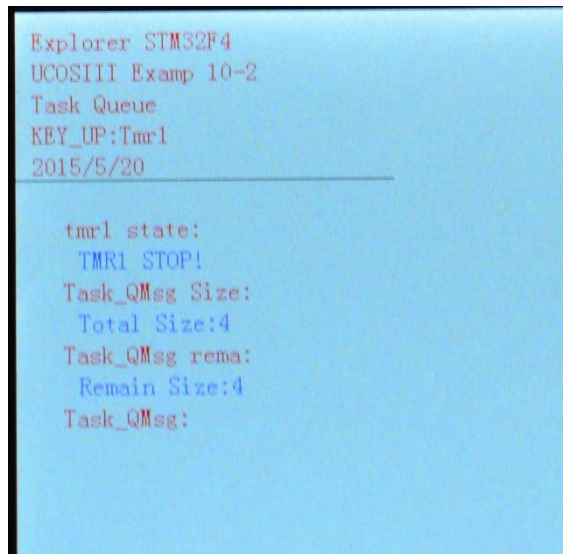 Explorer STM32F4
UCOSIII Examp 10-2
Task Queue
KEY_UP:Tmr1
2015/5/20
tmr1 state:
TMR1 STOP!
Task_QMsg Size:
Total Size:4
Task_QMsg rema:
Remain Size:4
Task_QMsg: